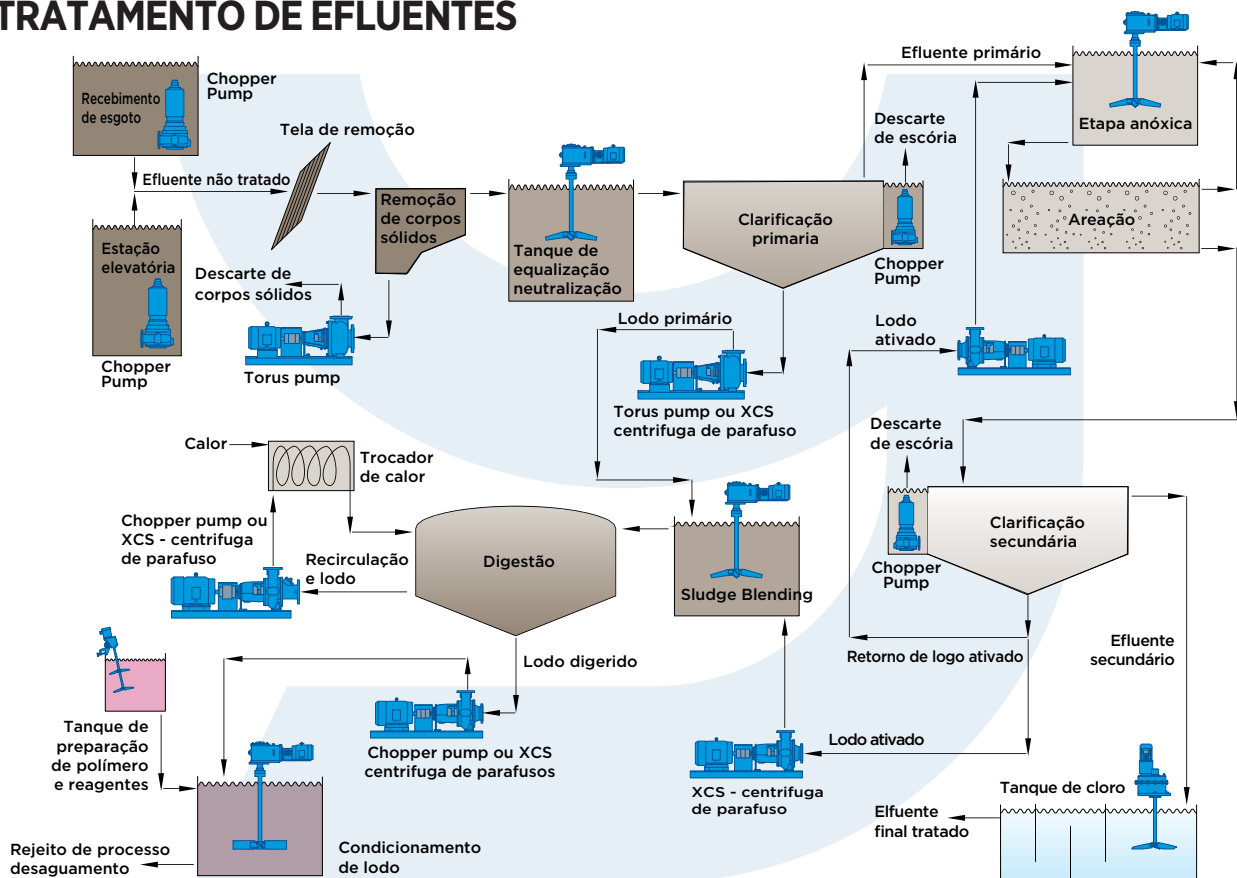 TRATAMENTO DE EFLUENTES
Recebimento
de esgoto
Chopper
Pump
Tela de remoção
Efluente não tratado
Estação
elevatória
Chopper
Pump
Remoção
de corpos
sólidos
Descarte de
corpos sólidos
Torus pump
Tanque de
equalização
neutralização
Clarificação
primaria
Efluente primário
Descarte
de escória
Chopper
Pump
Etapa anóxica
Areação
Lodo
ativado
Lodo primário
Torus pump ou XCS
centrifuga de parafuso
Calor
Trocador
de calor
Chopper pump ou
XCS - centrifuga
de parafuso
Recirculação
e lodo
Digestão
Sludge Blending
Descarte
de escória
Chopper
Pump
Clarificação
secundária
Retorno de logo ativado
Efluente
secundário
Lodo digerido
Tanque de
preparação
de polímero
e reagentes
Chopper pump ou XCS
centrifuga de parafusos
Lodo ativado
XCS - centrifuga
de parafuso
Tanque de cloro
Elfuente
final tratado
Condicionamento
de lodo
Rejeito de processo
desaguamento